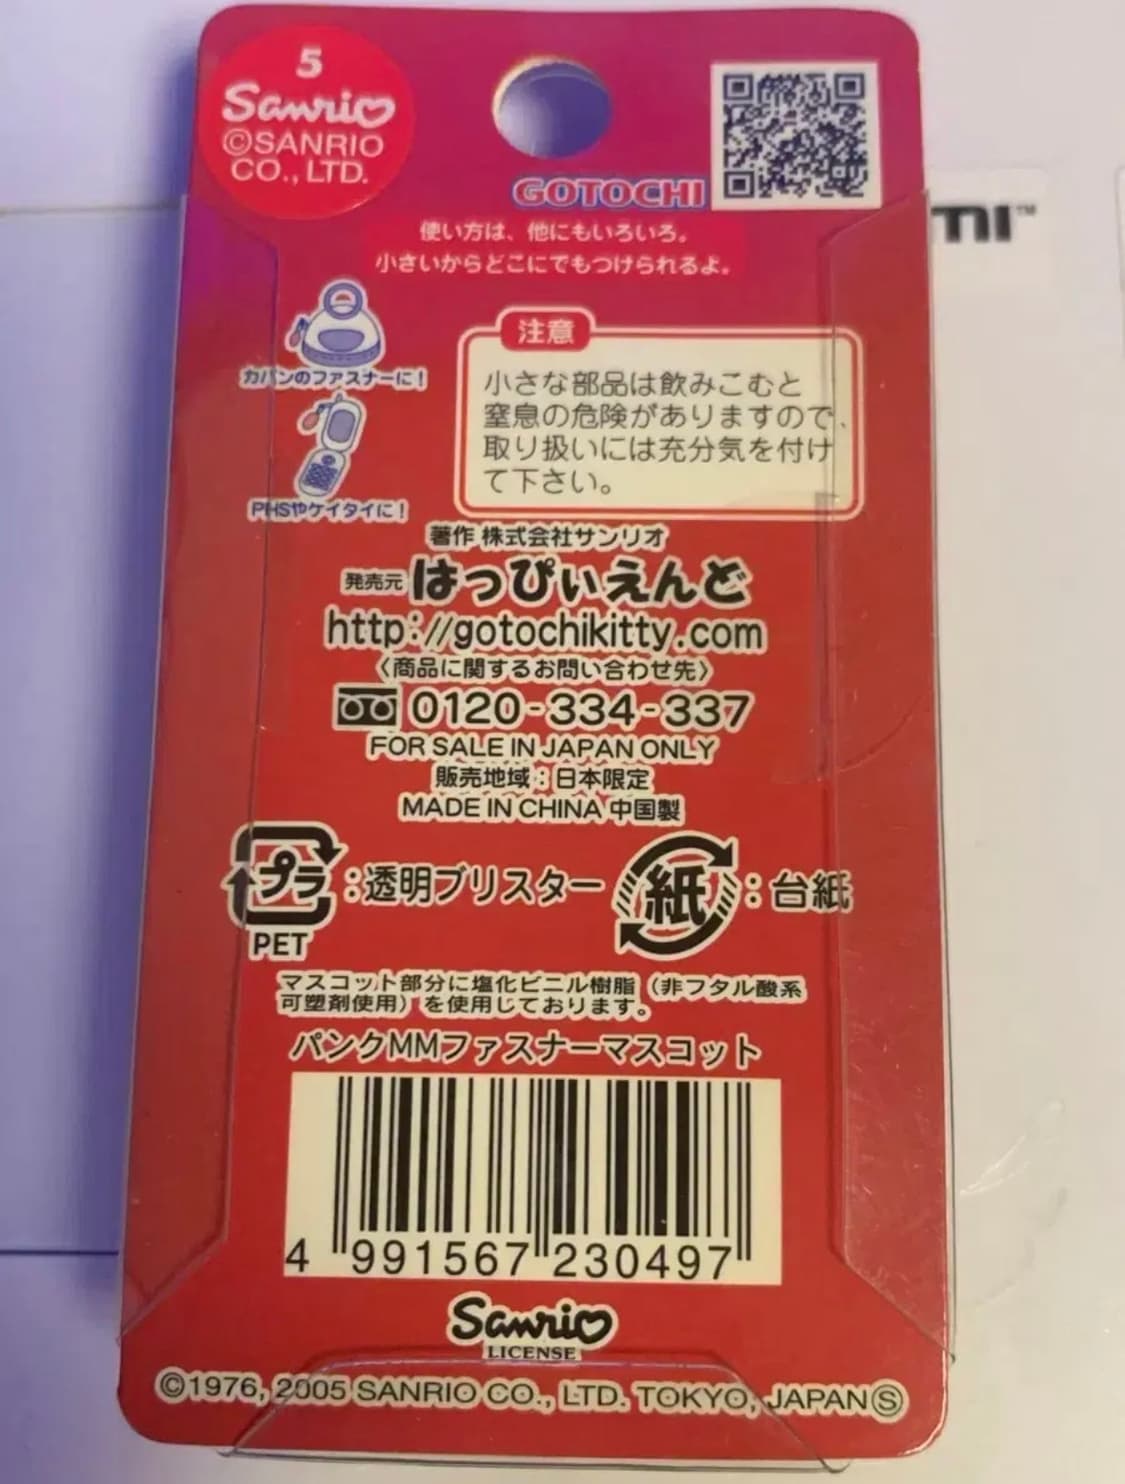 5
Sanrio
©SANRIO
CO., LTD.
GOTOCHI
MI™
使い方は、他にもいろいろ。
小さいからどこにでもつけられるよ。
カバンのファスナーに!
PHSやケイタイに!
注意
小さな部品は飲みこむと
窒息の危険がありますので、
取り扱いには充分気を付け
て下さい。
著作 株式会社サンリオ
発売元 はっぴぃえんど
http://gotochikitty.com
〈商品に関するお問い合わせ先〉
0120-334-337
FOR SALE IN JAPAN ONLY
販売地域:日本限定
MADE IN CHINA 中国製
プラ:透明ブリスター
PET
紙:台紙
マスコット部分に塩化ビニル樹脂(非フタル酸系
可塑剤使用)を使用しております。
パンクMMファスナーマスコット
4 991567 230497
Sanrio
LICENSE
©1976, 2005 SANRIO CO., LTD. TOKYO, JAPAN Ⓢ